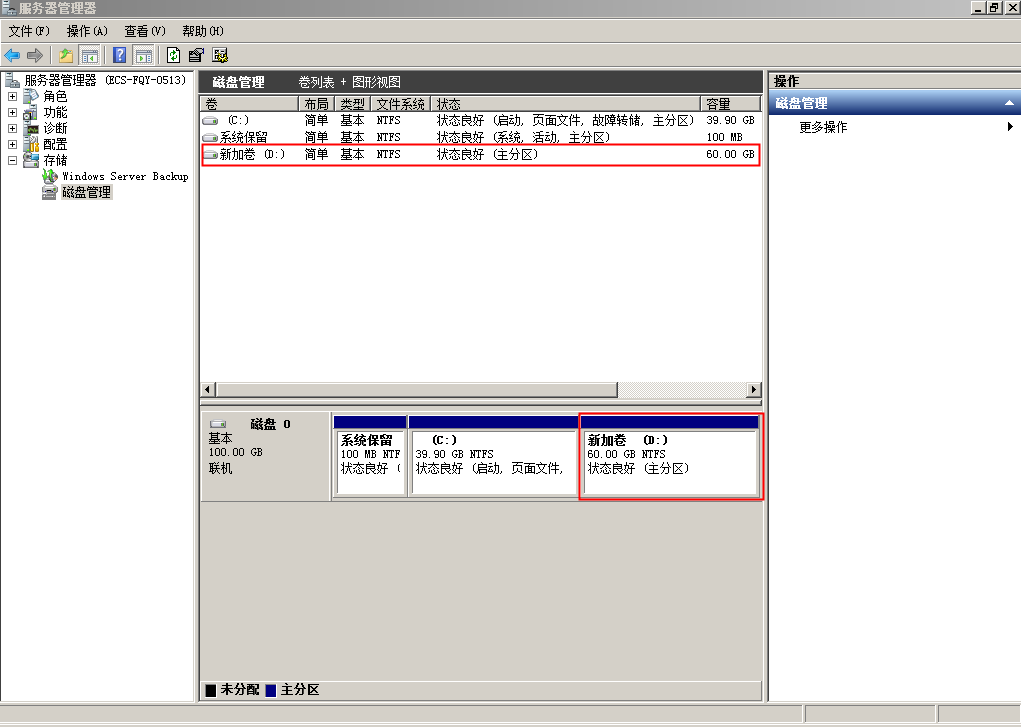 服务器管理器
文件(F) 操作(A) 查看(V) 帮助(H)
服务器管理器 (ECS-FQY-0513)
角色
功能
诊断
配置
存储
Windows Server Backup
磁盘管理
磁盘管理 卷列表 + 图形视图
卷 布局 类型 文件系统 状态 容量
(C:) 简单 基本 NTFS 状态良好 (启动, 页面文件, 故障转储, 主分区) 39.90 GB
系统保留 简单 基本 NTFS 状态良好 (系统, 活动, 主分区) 100 MB
新加卷 (D:) 简单 基本 NTFS 状态良好 (主分区) 60.00 GB
磁盘 0
基本
100.00 GB
联机
系统保留
100 MB NTF
状态良好 (
(C:)
39.90 GB NTFS
状态良好 (启动, 页面文件,
新加卷 (D:)
60.00 GB NTFS
状态良好 (主分区)
未分配 主分区
操作
磁盘管理
更多操作